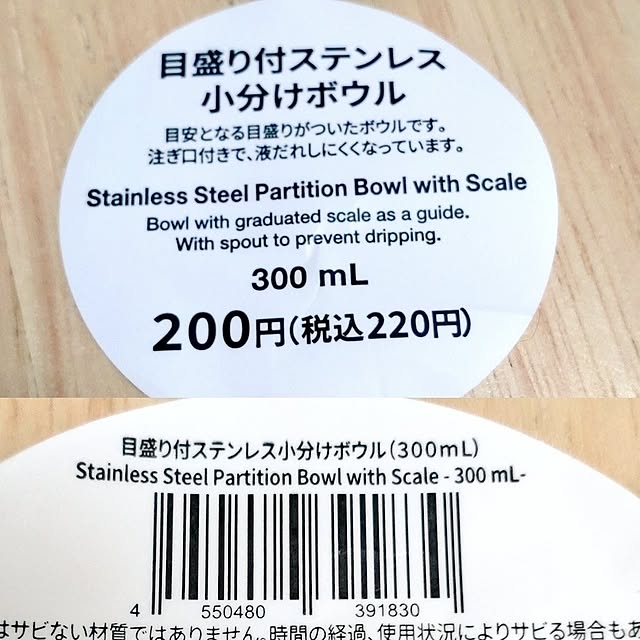 目盛り付ステンレス
小分けボウル
目安となる目盛りがついたボウルです。
注ぎ口付きで、液だれしにくくなっています。
Stainless Steel Partition Bowl with Scale
Bowl with graduated scale as a guide.
With spout to prevent dripping.
300 mL
200円(税込220円)
目盛り付ステンレス小分けボウル(300mL)
Stainless Steel Partition Bowl with Scale - 300 mL-
4 550480 391830
はサビない材質ではありません。時間の経過、使用状況によりサビる場合もあ